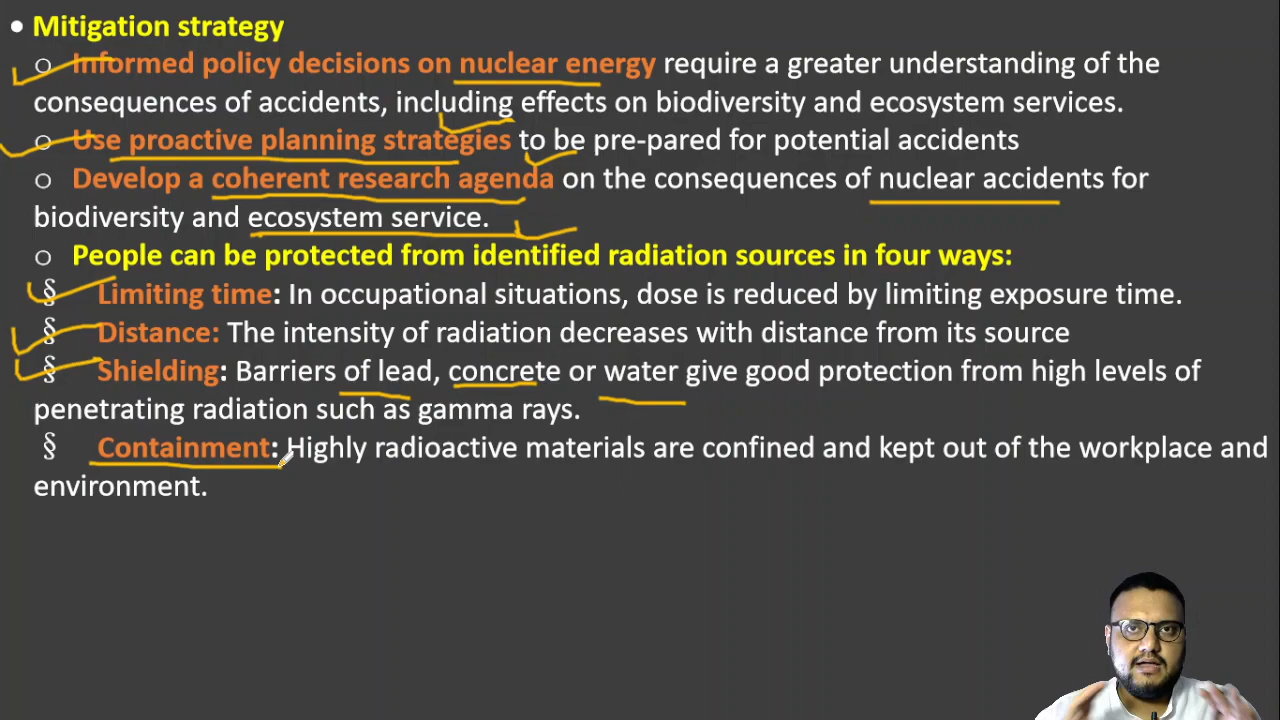 • Mitigation strategy
o Informed policy decisions on nuclear energy require a greater understanding of the
consequences of accidents, including effects on biodiversity and ecosystem services.
o Use proactive planning strategies to be pre-pared for potential accidents
o Develop a coherent research agenda on the consequences of nuclear accidents for
biodiversity and ecosystem service.
o People can be protected from identified radiation sources in four ways:
§ Limiting time: In occupational situations, dose is reduced by limiting exposure time.
§ Distance: The intensity of radiation decreases with distance from its source
§ Shielding: Barriers of lead, concrete or water give good protection from high levels of
penetrating radiation such as gamma rays.
§ Containment: Highly radioactive materials are confined and kept out of the workplace and
environment.